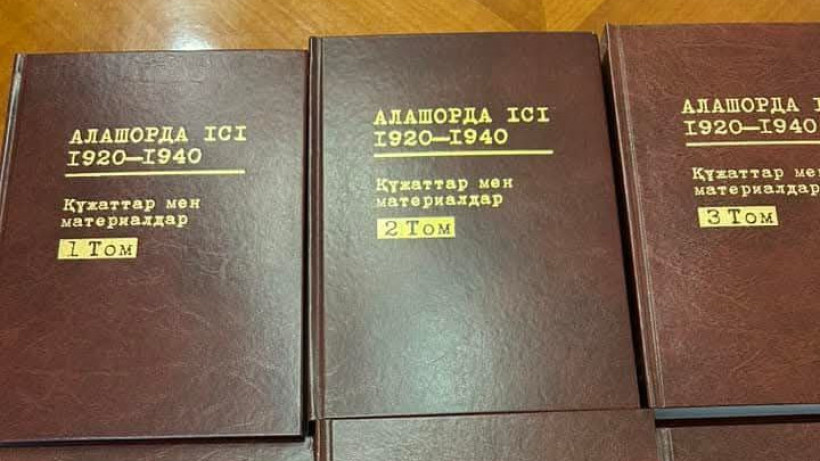 АЛАШОРДА ІСІ
1920—1940
Құжаттар мен
материалдар
1 Том
АЛАШОРДА ІСІ
1920—1940
Құжаттар мен
материалдар
2 Том
АЛАШОРДА
1920—1940
Құжаттар
материалдар
3 Том